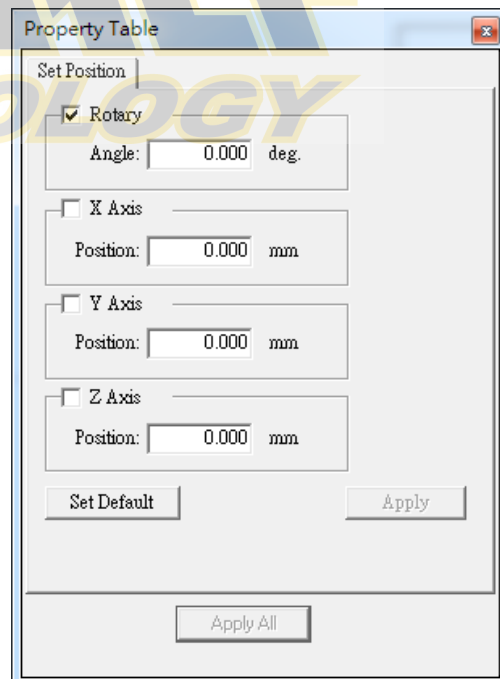 Property Table
Set Position
Rotary
Angle: 0.000 deg.
X Axis
Position: 0.000 mm
Y Axis
Position: 0.000 mm
Z Axis
Position: 0.000 mm
Set Default Apply
Apply All
OLOGY